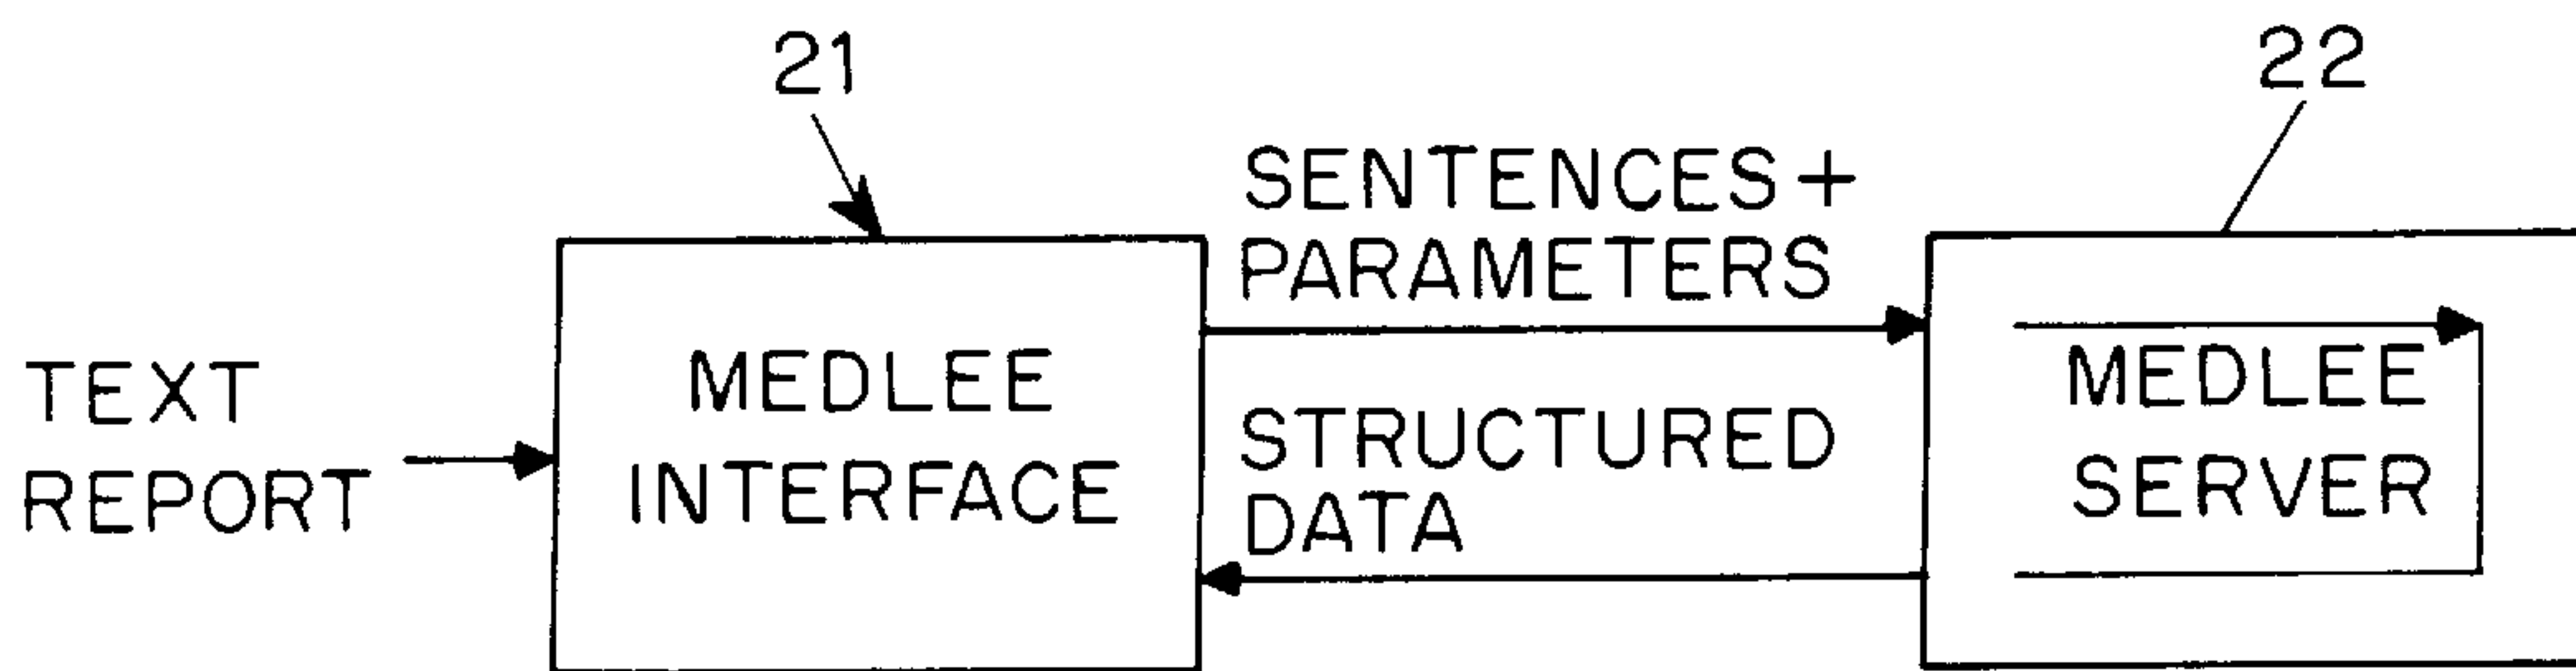 21
22
SENTENCES+
PARAMETERS
TEXT
REPORT
MEDLEE
INTERFACE
STRUCTURED
DATA
MEDLEE
SERVER